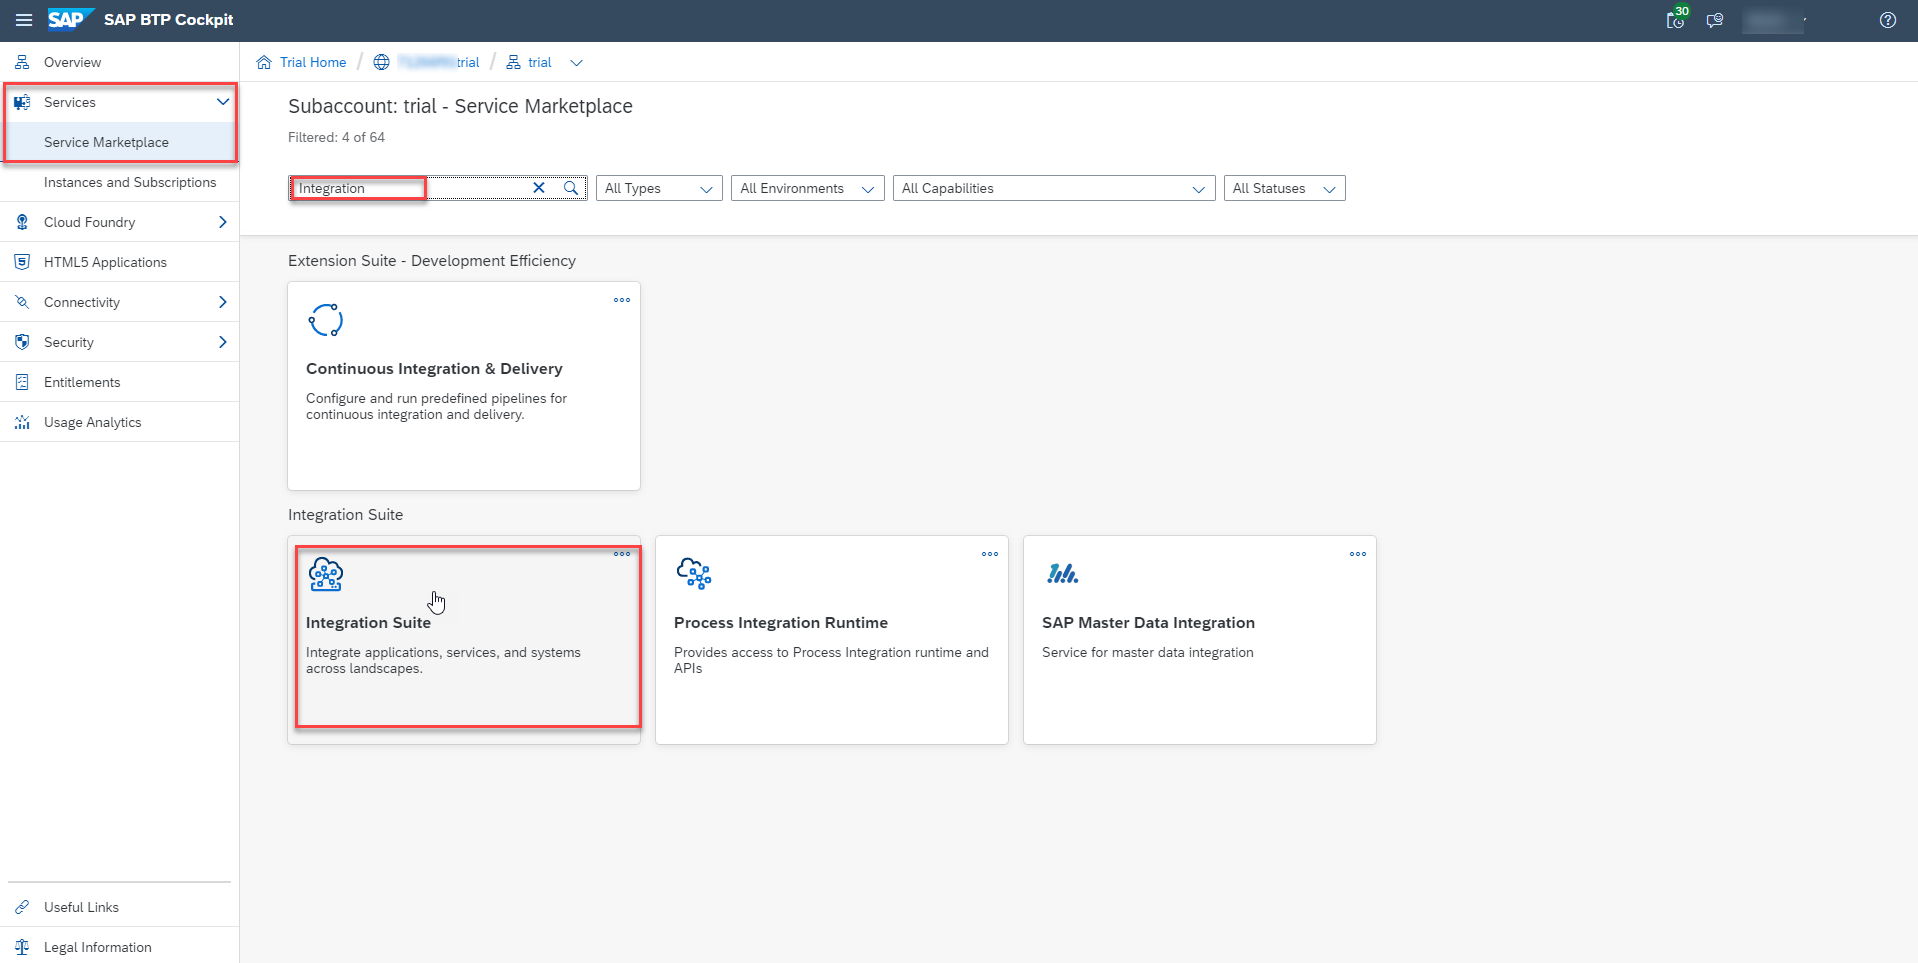 SAP SAP BTP Cockpit
30
Overview
Services
Service Marketplace
Instances and Subscriptions
Cloud Foundry
HTML5 Applications
Connectivity
Security
Entitlements
Usage Analytics
Useful Links
Legal Information
Trial Home / trial / trial
Subaccount: trial - Service Marketplace
Filtered: 4 of 64
Integration
All Types
All Environments
All Capabilities
All Statuses
Extension Suite - Development Efficiency
Continuous Integration & Delivery
Configure and run predefined pipelines for
continuous integration and delivery.
Integration Suite
Integration Suite
Integrate applications, services, and systems
across landscapes.
Process Integration Runtime
Provides access to Process Integration runtime and
APIs
SAP Master Data Integration
Service for master data integration